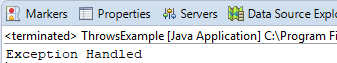 Markers Properties Servers Data Source Explo
<terminated> ThrowsExample [Java Application] C:\Program Fi
Exception Handled